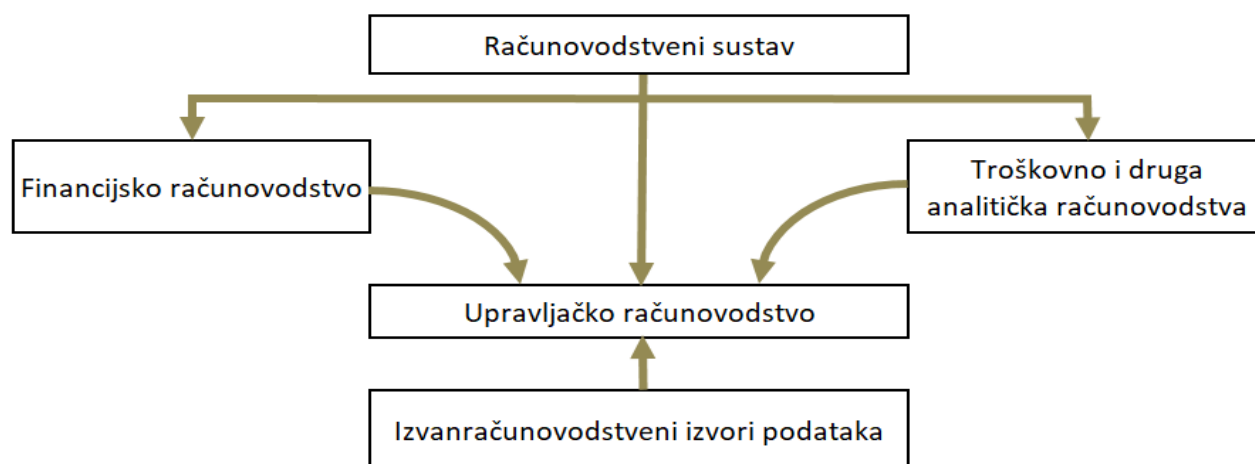 Računovodstveni sustav
Financijsko računovodstvo
Troškovno i druga
analitička računovodstva
Upravljačko računovodstvo
Izvanračunovodstveni izvori podataka